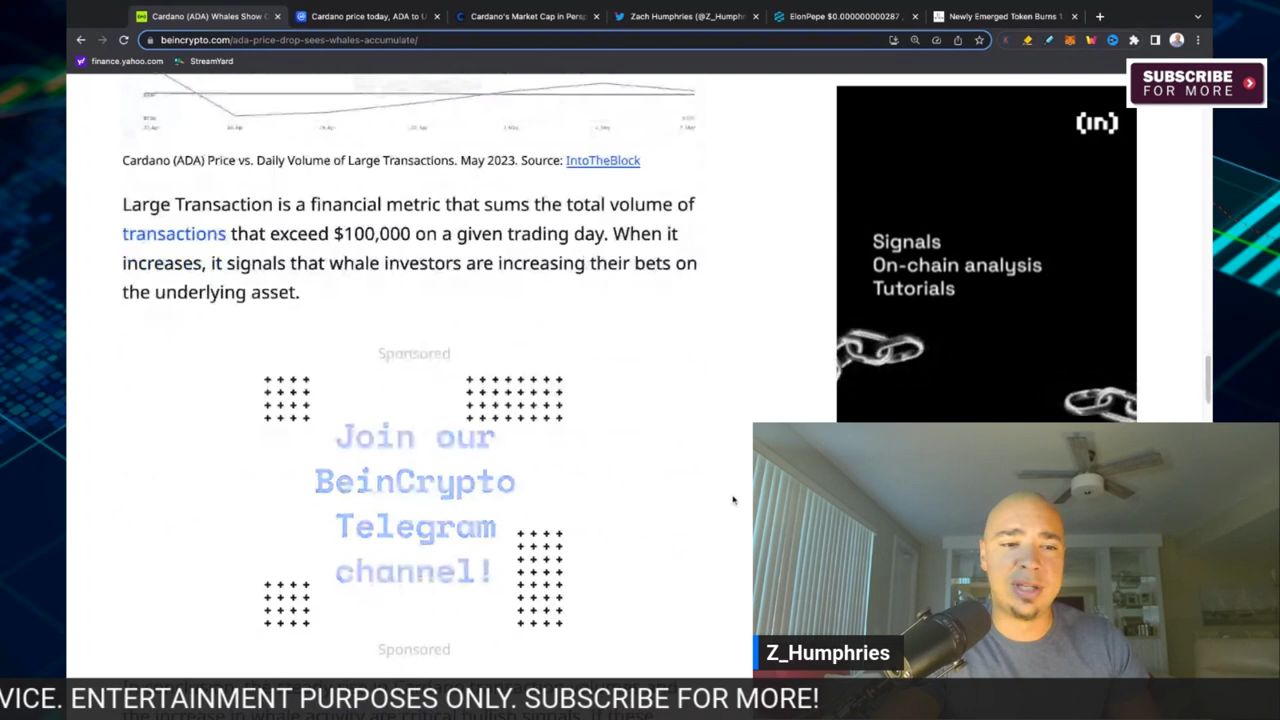 Cardano (ADA) Whales Show C
Cardano price today, ADA to U
Cardano's Market Cap in Persp
Zach Humphries (@Z_Humphr
ElonPepe $0.000000000287
Newly Emerged Token Burns 1
beincrypto.com/ada-price-drop-sees-whales-accumulate/
finance.yahoo.com
StreamYard
SUBSCRIBE
FOR MORE
(in)
Cardano (ADA) Price vs. Daily Volume of Large Transactions. May 2023. Source: IntoTheBlock
Large Transaction is a financial metric that sums the total volume of
transactions that exceed $100,000 on a given trading day. When it
increases, it signals that whale investors are increasing their bets on
the underlying asset.
Signals
On-chain analysis
Tutorials
Sponsored
Join our
BeinCrypto
Telegram
channel!
Sponsored
Z_Humphries
VICE. ENTERTAINMENT PURPOSES ONLY. SUBSCRIBE FOR MORE!